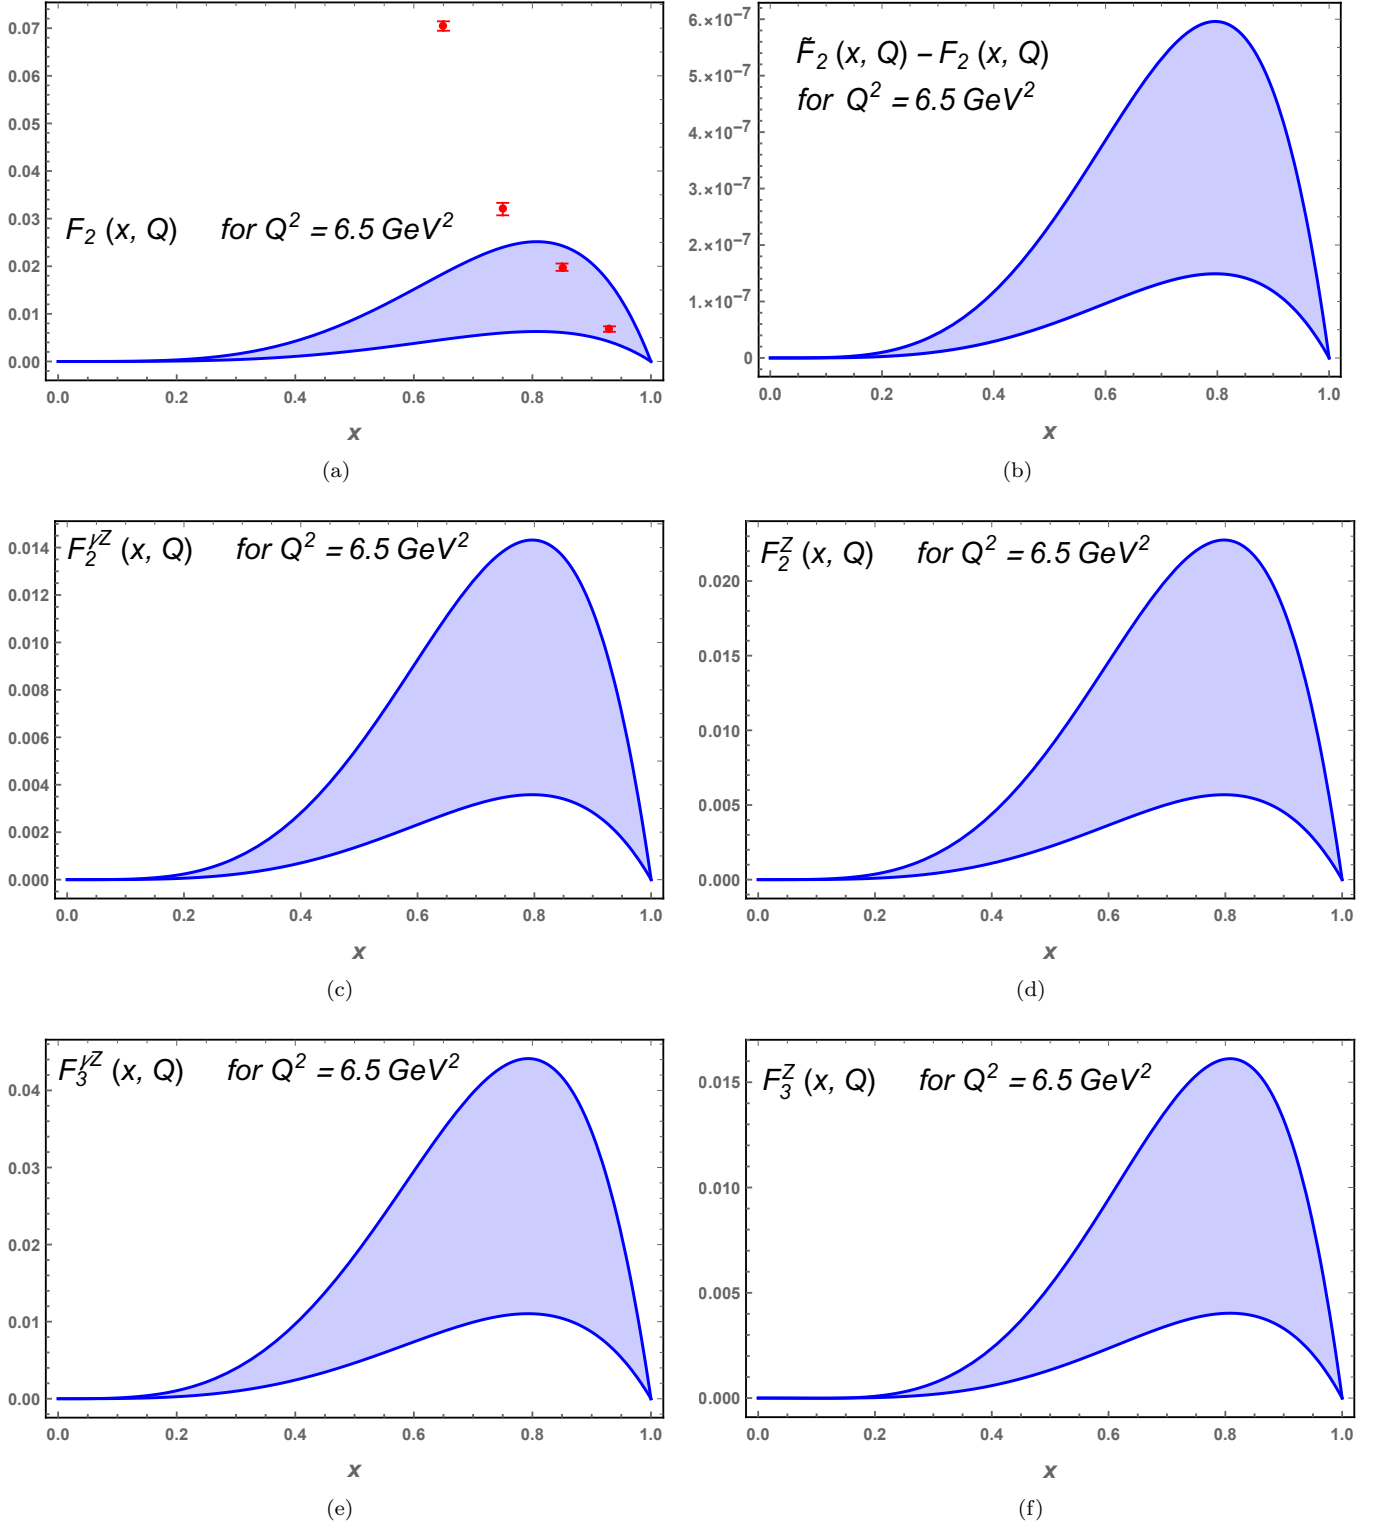 0.07
0.06
0.05
0.04
0.03
0.02
0.01
0.00
F2 (x, Q) for Q² = 6.5 GeV²
0.0 0.2 0.4 0.6 0.8 1.0
x
(a)
6.×10⁻⁷
5.×10⁻⁷
4.×10⁻⁷
3.×10⁻⁷
2.×10⁻⁷
1.×10⁻⁷
0
F̃2 (x, Q) – F2 (x, Q)
for Q² = 6.5 GeV²
0.0 0.2 0.4 0.6 0.8 1.0
x
(b)
0.014
0.012
0.010
0.008
0.006
0.004
0.002
0.000
F2^γZ (x, Q) for Q² = 6.5 GeV²
0.0 0.2 0.4 0.6 0.8 1.0
x
(c)
0.020
0.015
0.010
0.005
0.000
F2^Z (x, Q) for Q² = 6.5 GeV²
0.0 0.2 0.4 0.6 0.8 1.0
x
(d)
0.04
0.03
0.02
0.01
0.00
F3^γZ (x, Q) for Q² = 6.5 GeV²
0.0 0.2 0.4 0.6 0.8 1.0
x
(e)
0.015
0.010
0.005
0.000
F3^Z (x, Q) for Q² = 6.5 GeV²
0.0 0.2 0.4 0.6 0.8 1.0
x
(f)